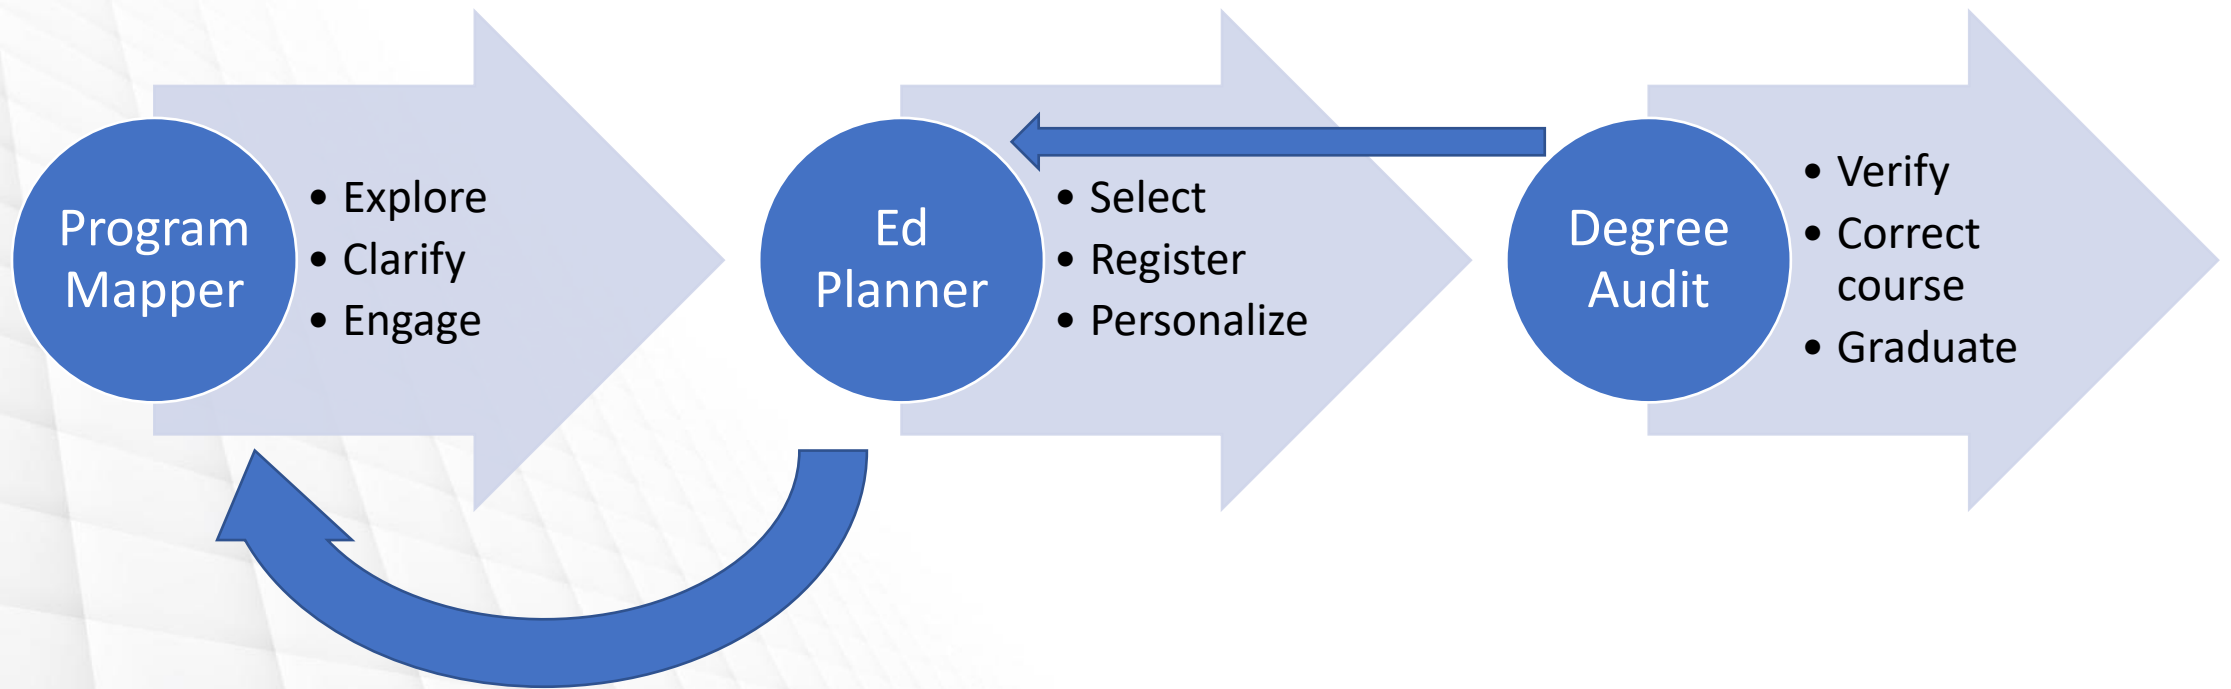 Program
Mapper
• Explore
• Clarify
• Engage
Ed
Planner
• Select
• Register
• Personalize
Degree
Audit
• Verify
• Correct
course
• Graduate